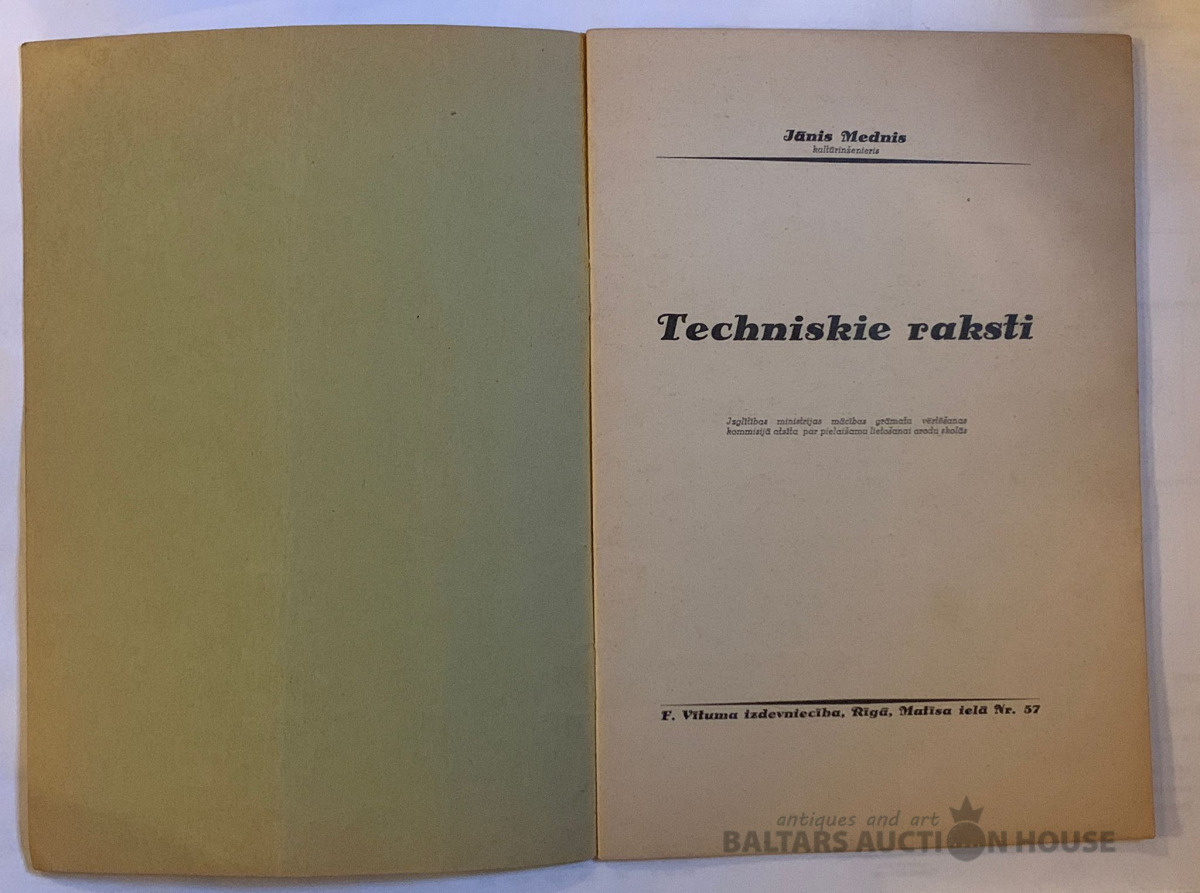 Jānis Mednis
kultūrinženieris
Techniskie raksti
Izglītības ministrijas mācības grāmatu vērtēšanas
kommisijā atzīta par pielaižamu lietošanai arodu skolās
F. Vītuma izdevniecība, Rīgā, Matīsa ielā Nr. 57
antiques and art
BALTARS AUCTION HOUSE